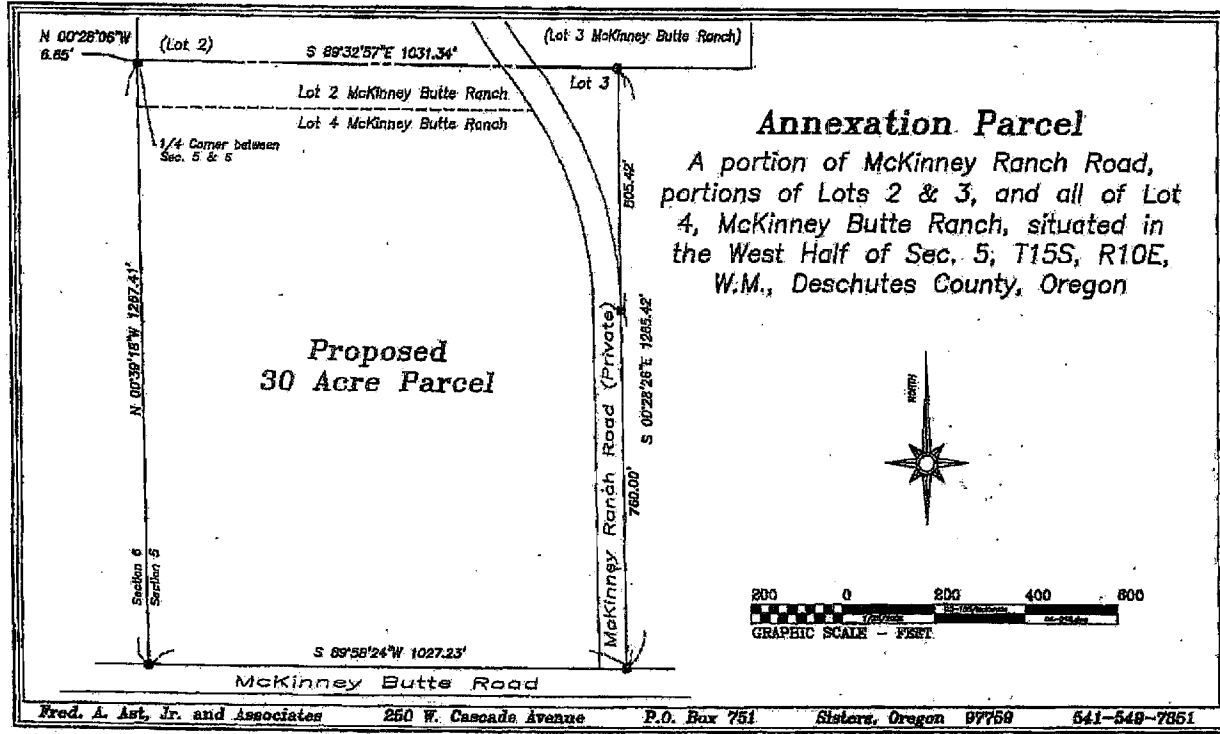 N 00°28'06"W
6.85'
(Lot 2)
S 89°32'57"E 1031.34'
(Lot 3 McKinney Butte Ranch)
Lot 2 McKinney Butte Ranch
Lot 3
Lot 4 McKinney Butte Ranch
1/4 Corner between
Sec. 5 & 6
Annexation Parcel
A portion of McKinney Ranch Road,
portions of Lots 2 & 3, and all of Lot
4, McKinney Butte Ranch, situated in
the West Half of Sec. 5; T15S, R10E,
W.M., Deschutes County, Oregon
505.42'
N 00°39'18"W 1267.41'
Proposed
30 Acre Parcel
McKinney Ranch Road (Private)
S 00°28'26"E 1265.42'
760.00'
NORTH
Section 6
Section 5
200 0 200 400 600
GRAPHIC SCALE - FEET
S 89°58'24"W 1027.23'
McKinney Butte Road
Fred. A. Ast, Jr. and Associates 250 W. Cascade Avenue P.O. Box 751 Sisters, Oregon 97759 541-549-7851